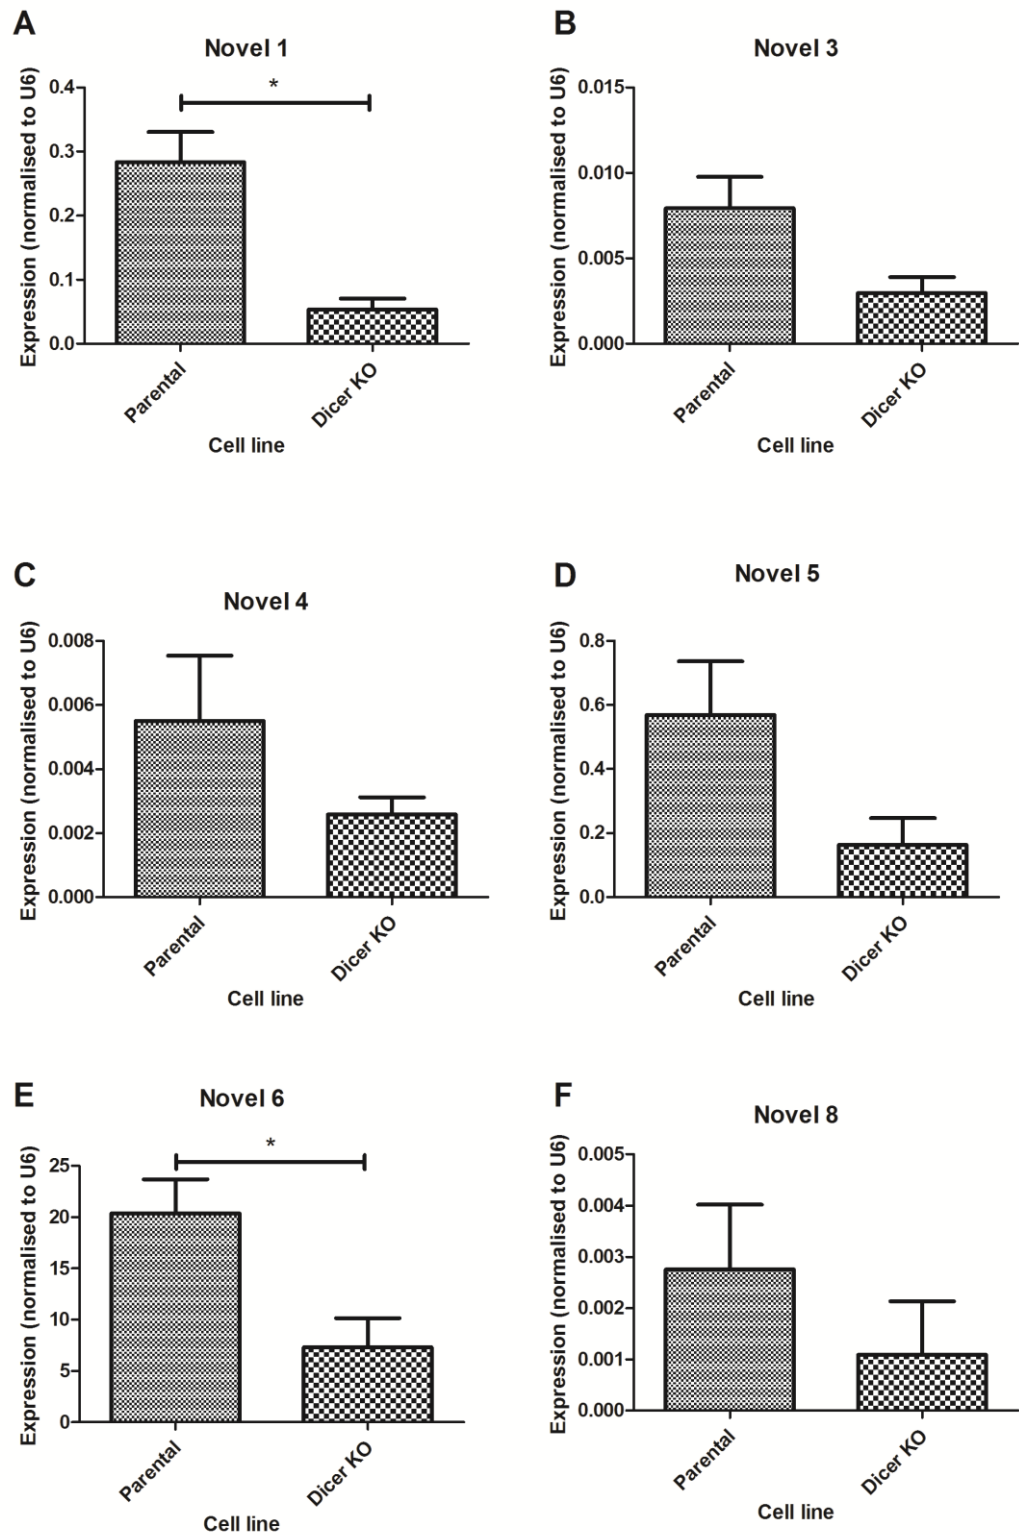 A
Novel 1
*
Expression (normalised to U6)
0.4
0.3
0.2
0.1
0.0
Parental
Dicer KO
Cell line
B
Novel 3
Expression (normalised to U6)
0.015
0.010
0.005
0.000
Parental
Dicer KO
Cell line
C
Novel 4
Expression (normalised to U6)
0.008
0.006
0.004
0.002
0.000
Parental
Dicer KO
Cell line
D
Novel 5
Expression (normalised to U6)
0.8
0.6
0.4
0.2
0.0
Parental
Dicer KO
Cell line
E
Novel 6
*
Expression (normalised to U6)
25
20
15
10
5
0
Parental
Dicer KO
Cell line
F
Novel 8
Expression (normalised to U6)
0.005
0.004
0.003
0.002
0.001
0.000
Parental
Dicer KO
Cell line